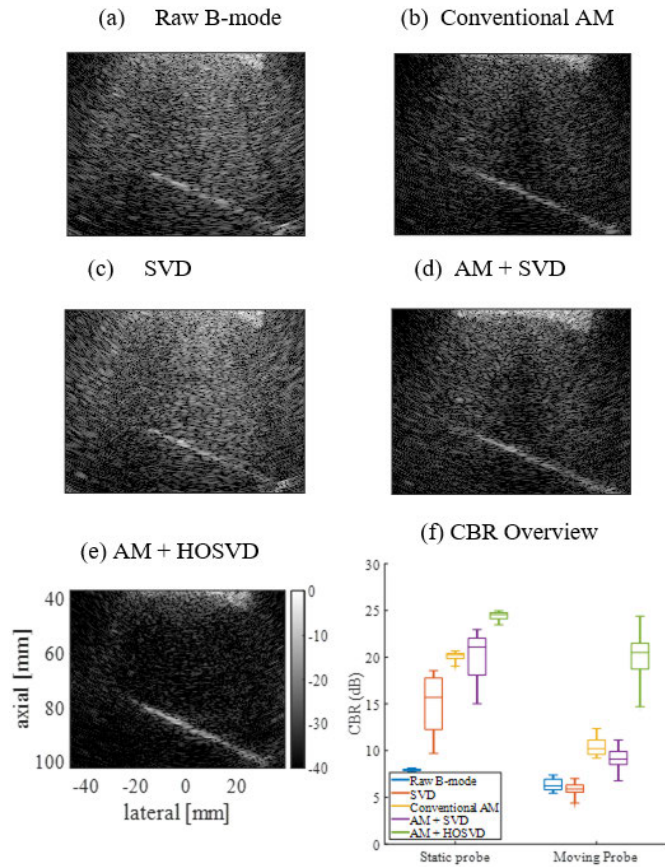 (a) Raw B-mode
(b) Conventional AM
(c) SVD
(d) AM + SVD
(e) AM + HOSVD
40
60
80
100
axial [mm]
-40
-20
0
20
lateral [mm]
0
-10
-20
-30
-40
(f) CBR Overview
30
25
20
15
10
5
0
CBR (dB)
Raw B-mode
SVD
Conventional AM
AM + SVD
AM + HOSVD
Static probe
Moving Probe